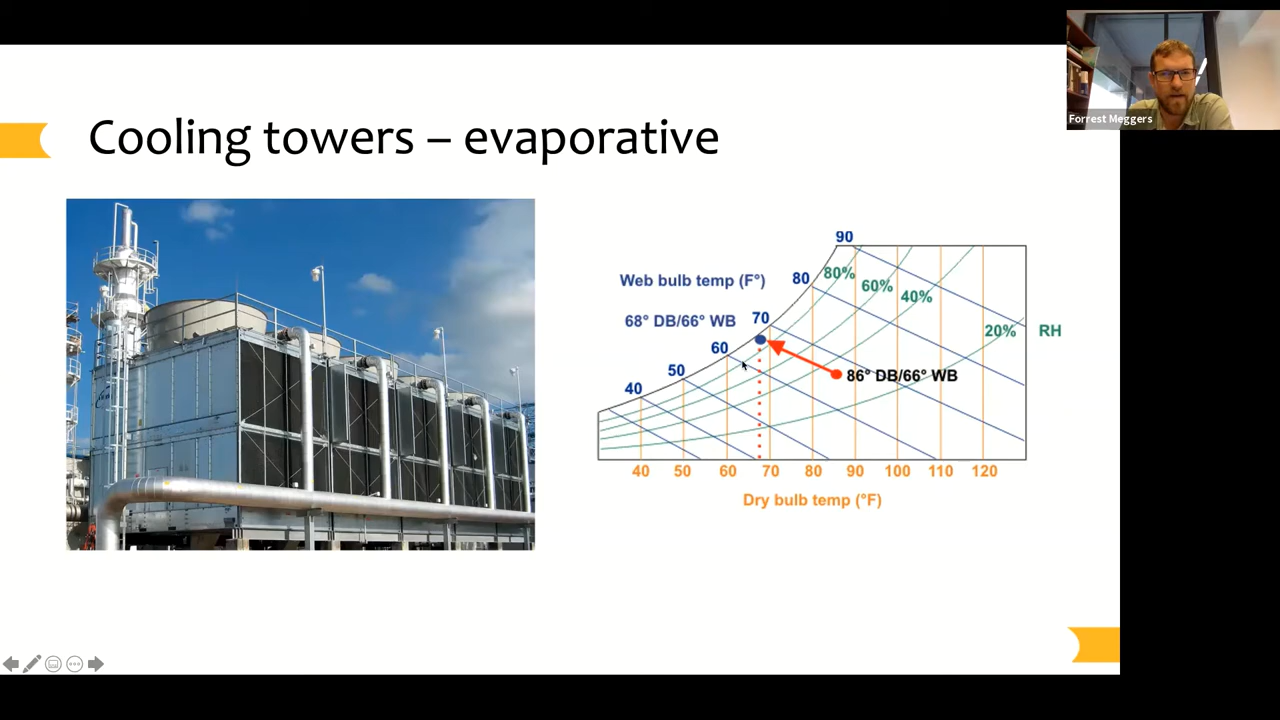 Forrest Meggers
Cooling towers – evaporative
90
Web bulb temp (F°)
80
80%
60%
40%
68° DB/66° WB
70
20%
RH
60
50
86° DB/66° WB
40
40 50 60 70 80 90 100 110 120
Dry bulb temp (°F)